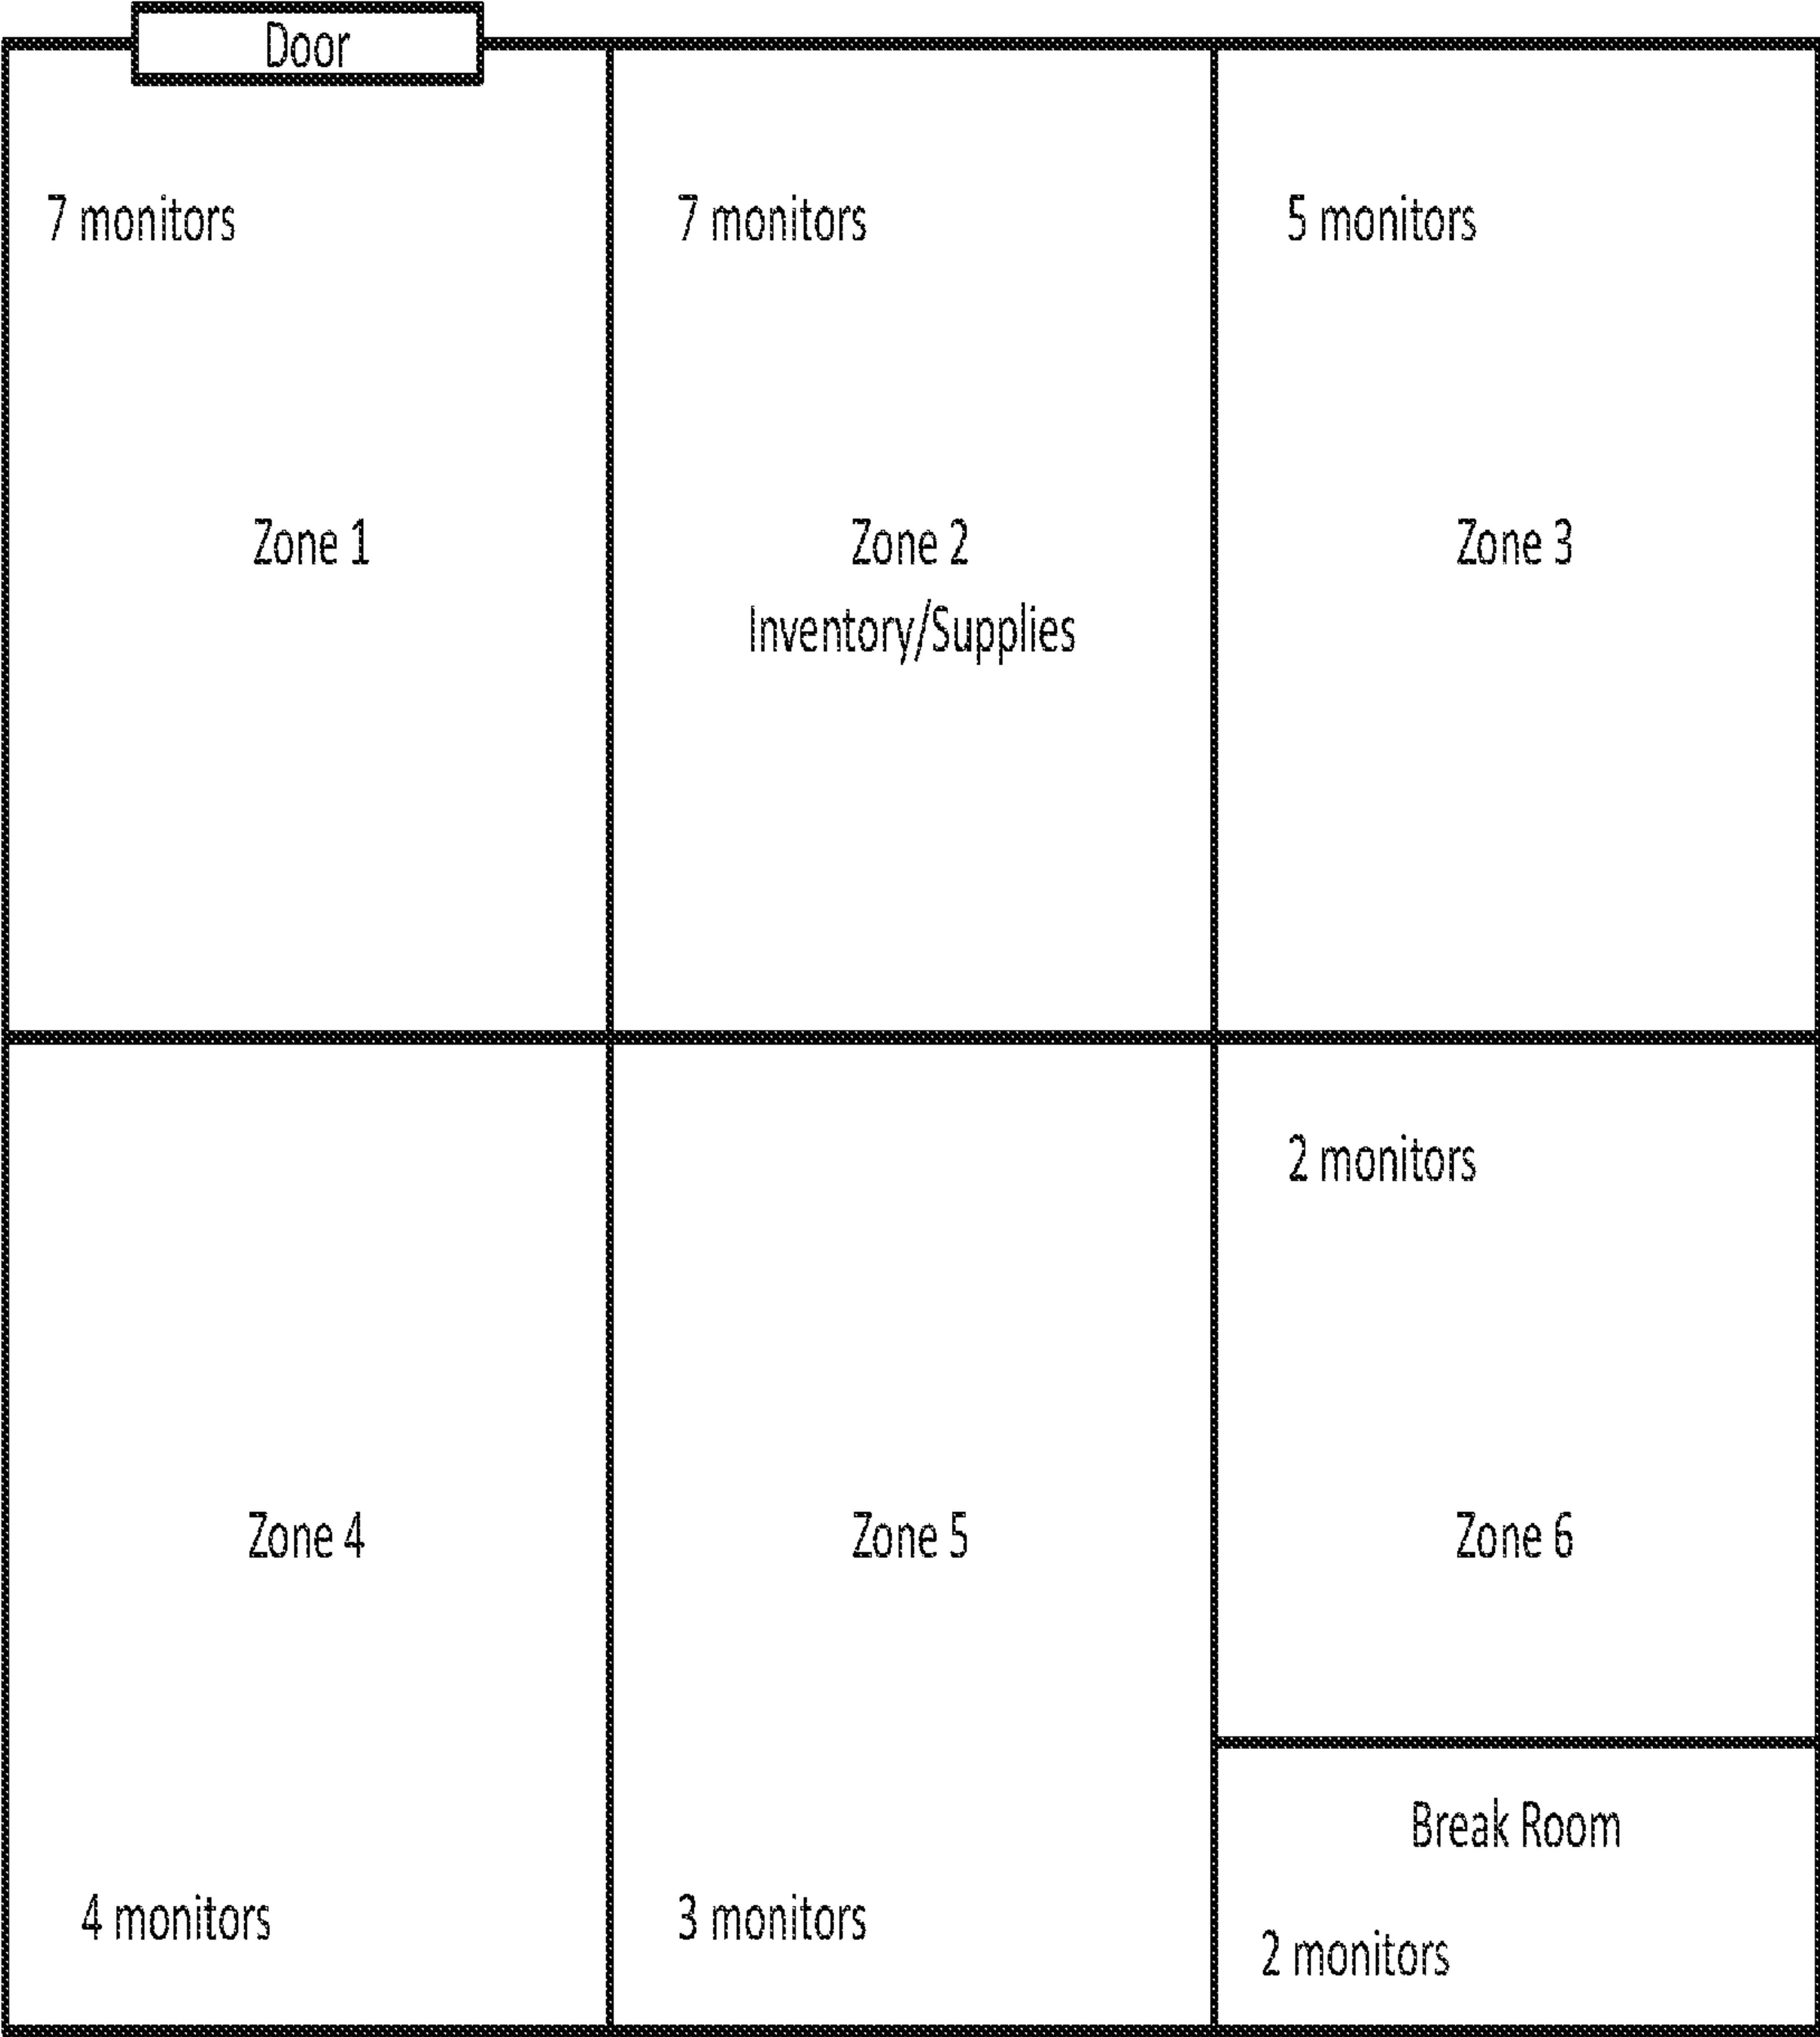 Door
7 monitors
7 monitors
5 monitors
Zone 1
Zone 2
Inventory/Supplies
Zone 3
2 monitors
Zone 4
Zone 5
Zone 6
Break Room
4 monitors
3 monitors
2 monitors